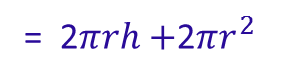 = 2πrh +2πr²